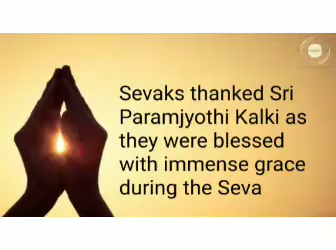 Sevaks thanked Sri
Paramjyothi Kalki as
they were blessed
with immense grace
during the Seva